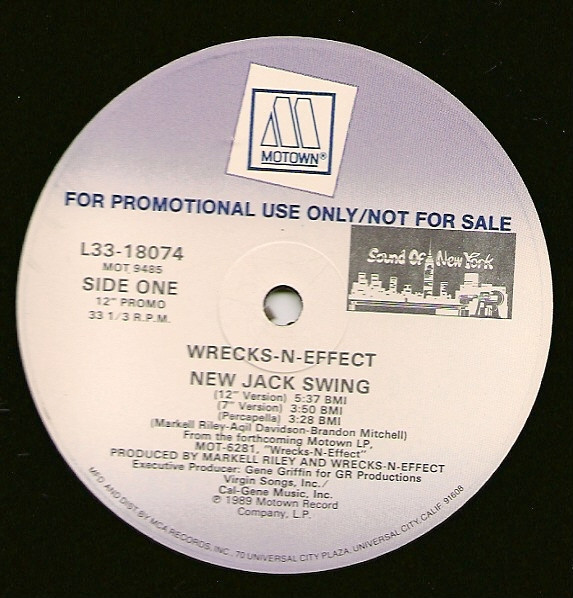 MOTOWN®
FOR PROMOTIONAL USE ONLY/NOT FOR SALE
L33-18074
MOT 9485
SIDE ONE
12" PROMO
33 1/3 R.P.M.
Sound Of New York
WRECKS-N-EFFECT
NEW JACK SWING
(12" Version) 5:37 BMI
(7" Version) 3:50 BMI
(Percapella) 3:28 BMI
(Markell Riley-Aqil Davidson-Brandon Mitchell)
From the forthcoming Motown LP,
MOT-6281, "Wrecks-N-Effect"
PRODUCED BY MARKELL RILEY AND WRECKS-N-EFFECT
Executive Producer: Gene Griffin for GR Productions
Virgin Songs, Inc./
Cal-Gene Music, Inc.
℗ 1989 Motown Record
Company, L.P.
MFD AND DIST. BY MCA RECORDS, INC., 70 UNIVERSAL CITY PLAZA, UNIVERSAL CITY, CALIF. 91608